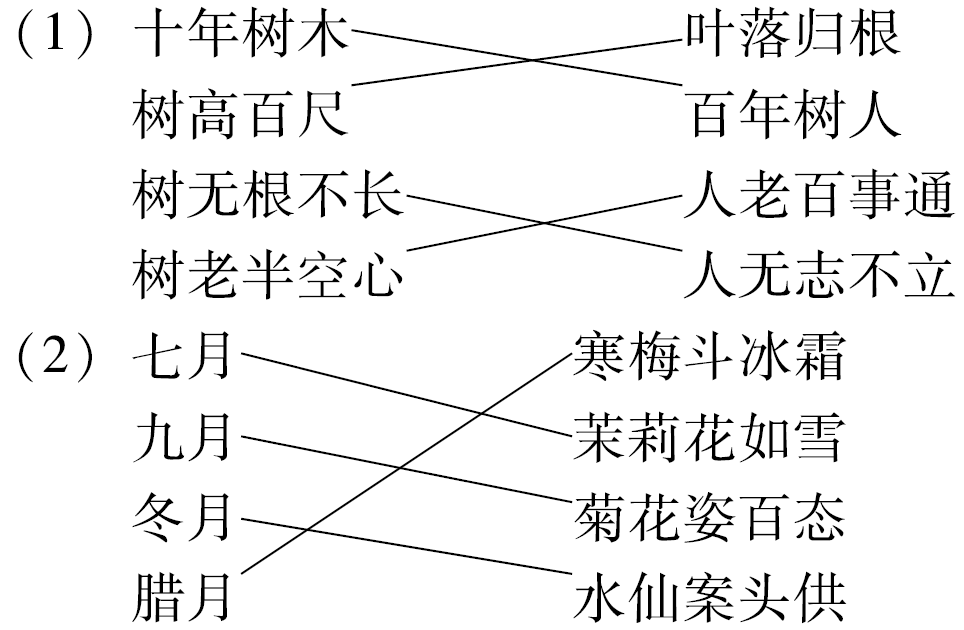 (1) 十年树木 叶落归根
树高百尺 百年树人
树无根不长 人老百事通
树老半空心 人无志不立
(2) 七月 寒梅斗冰霜
九月 茉莉花如雪
冬月 菊花姿百态
腊月 水仙案头供